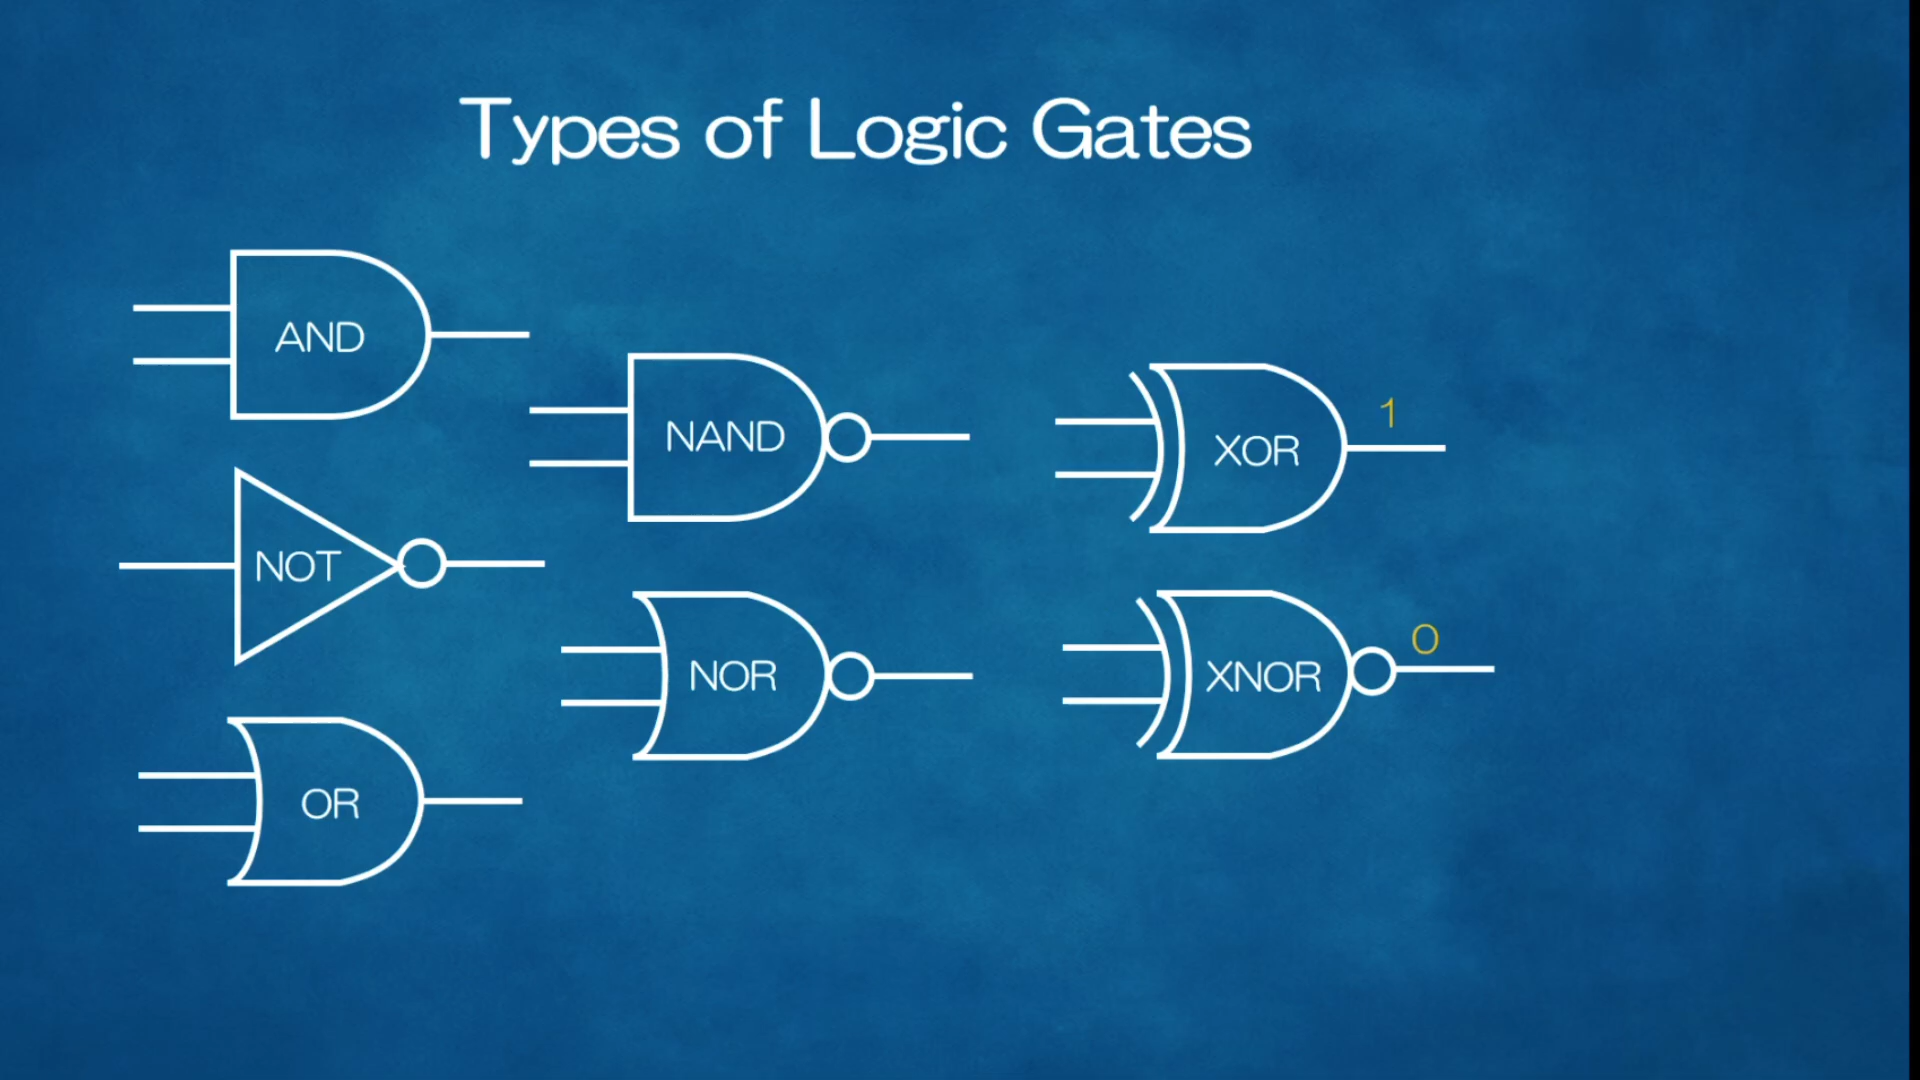 Types of Logic Gates
AND
NAND
XOR
1
NOT
NOR
XNOR
0
OR